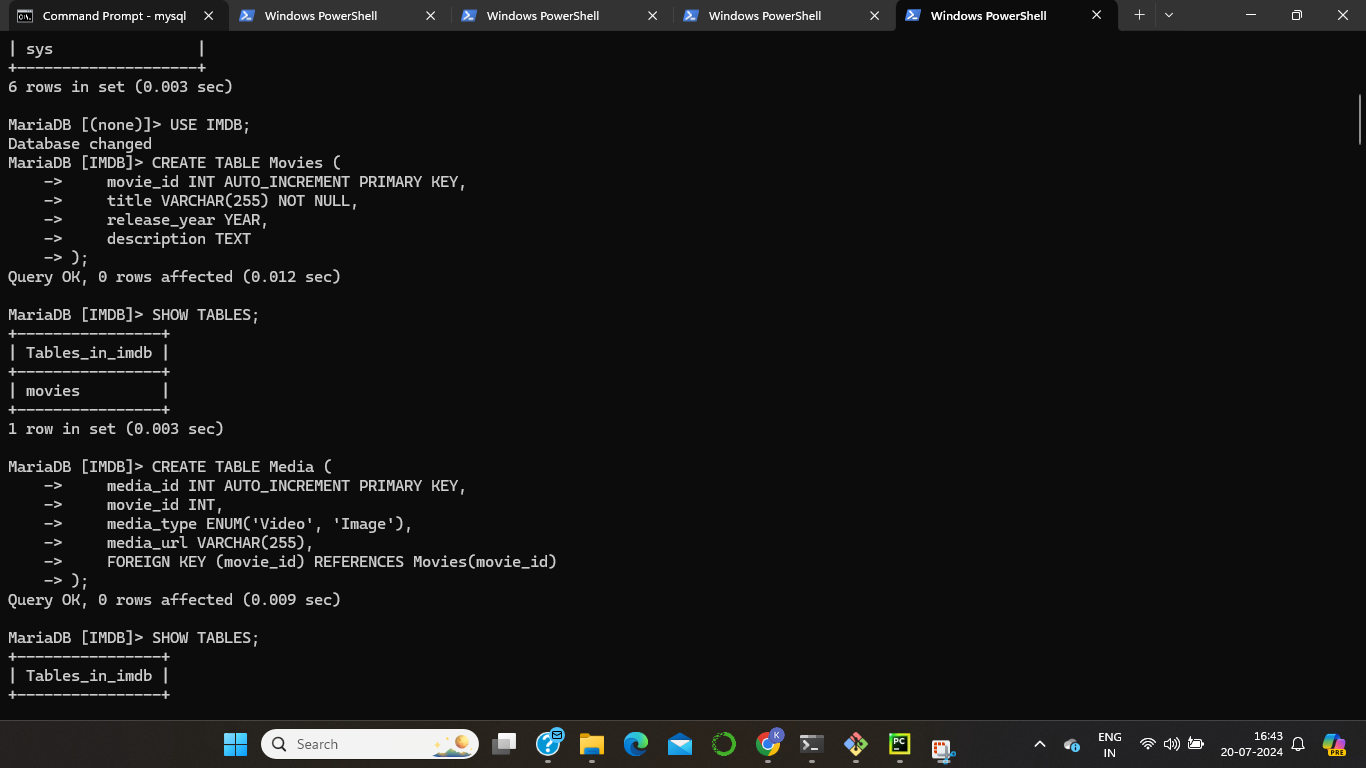 Command Prompt - mysql
Windows PowerShell
Windows PowerShell
Windows PowerShell
Windows PowerShell
| sys                |
+--------------------+
6 rows in set (0.003 sec)
MariaDB [(none)]> USE IMDB;
Database changed
MariaDB [IMDB]> CREATE TABLE Movies (
    ->     movie_id INT AUTO_INCREMENT PRIMARY KEY,
    ->     title VARCHAR(255) NOT NULL,
    ->     release_year YEAR,
    ->     description TEXT
    -> );
Query OK, 0 rows affected (0.012 sec)
MariaDB [IMDB]> SHOW TABLES;
+----------------+
| Tables_in_imdb |
+----------------+
| movies         |
+----------------+
1 row in set (0.003 sec)
MariaDB [IMDB]> CREATE TABLE Media (
    ->     media_id INT AUTO_INCREMENT PRIMARY KEY,
    ->     movie_id INT,
    ->     media_type ENUM('Video', 'Image'),
    ->     media_url VARCHAR(255),
    ->     FOREIGN KEY (movie_id) REFERENCES Movies(movie_id)
    -> );
Query OK, 0 rows affected (0.009 sec)
MariaDB [IMDB]> SHOW TABLES;
+----------------+
| Tables_in_imdb |
+----------------+
Search
K
PC
ENG
IN
16:43
20-07-2024
PRE